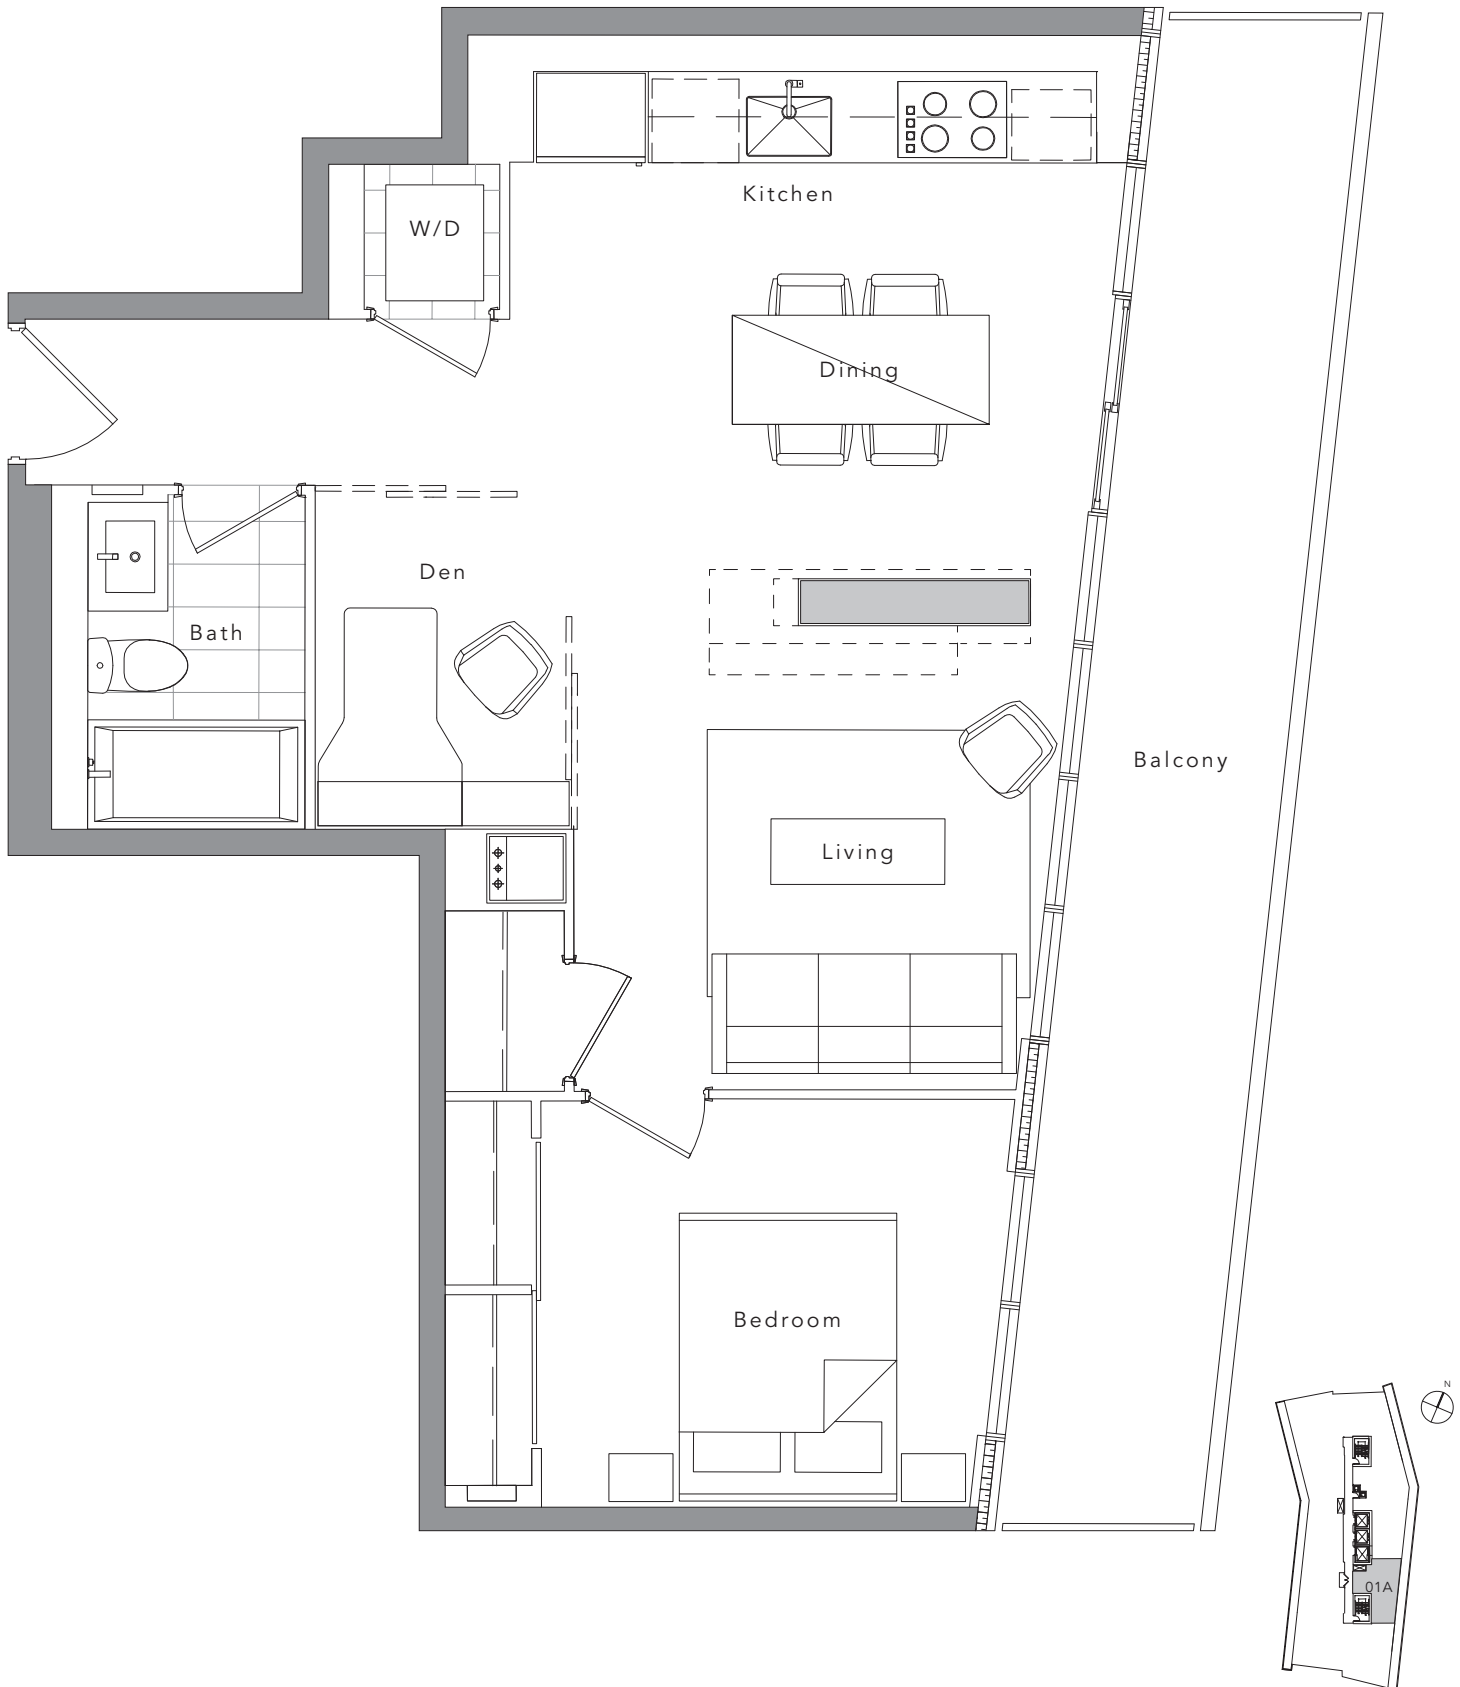 Kitchen
W/D
Dining
Den
Bath
Balcony
Living
Bedroom
N
01A